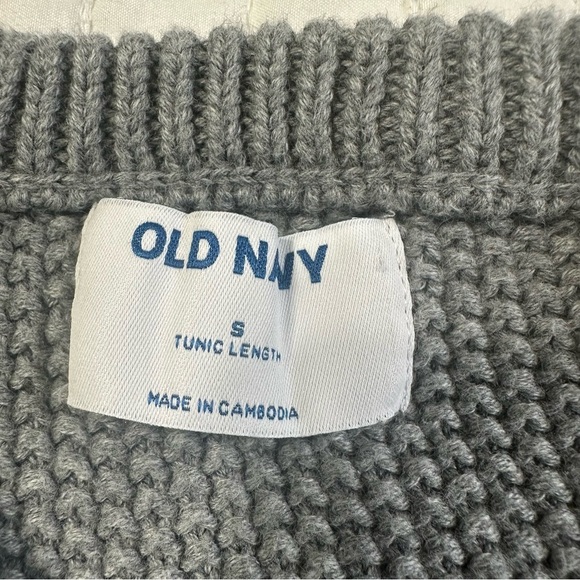 OLD NAVY
S
TUNIC LENGTH
MADE IN CAMBODIA